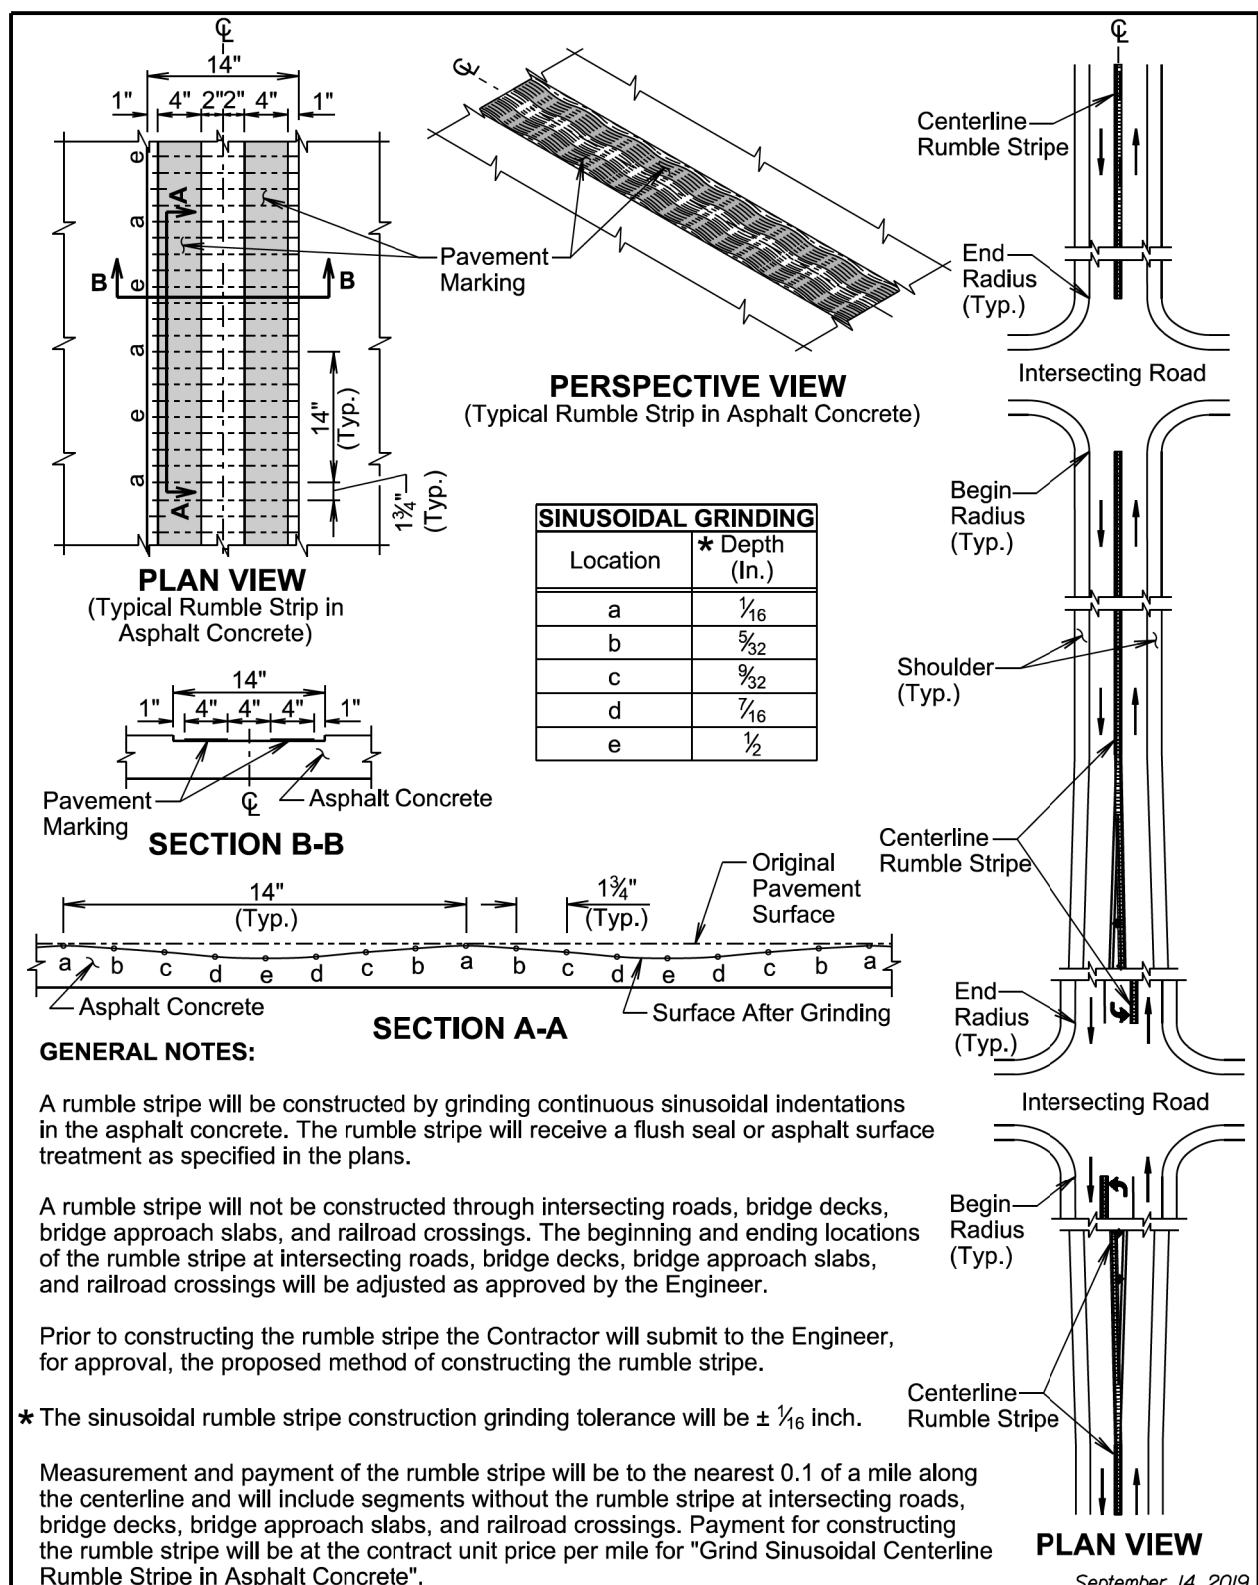 ℄
14"
1" 4" 2" 2" 4" 1"
e
a
e
a
e
a
A
A
B
B
14"
(Typ.)
1¾"
(Typ.)
PLAN VIEW
(Typical Rumble Strip in
Asphalt Concrete)
℄
Pavement
Marking
PERSPECTIVE VIEW
(Typical Rumble Strip in Asphalt Concrete)
14"
1" 4" 4" 4" 1"
Pavement
Marking
℄
Asphalt Concrete
SECTION B-B
SINUSOIDAL GRINDING
Location
* Depth
(In.)
a 1/16
b 5/32
c 9/32
d 7/16
e 1/2
14"
(Typ.)
1¾"
(Typ.)
Original
Pavement
Surface
a b c d e d c b a b c d e d c b a
Asphalt Concrete
Surface After Grinding
SECTION A-A
GENERAL NOTES:
A rumble stripe will be constructed by grinding continuous sinusoidal indentations
in the asphalt concrete. The rumble stripe will receive a flush seal or asphalt surface
treatment as specified in the plans.
A rumble stripe will not be constructed through intersecting roads, bridge decks,
bridge approach slabs, and railroad crossings. The beginning and ending locations
of the rumble stripe at intersecting roads, bridge decks, bridge approach slabs,
and railroad crossings will be adjusted as approved by the Engineer.
Prior to constructing the rumble stripe the Contractor will submit to the Engineer,
for approval, the proposed method of constructing the rumble stripe.
* The sinusoidal rumble stripe construction grinding tolerance will be ± 1/16 inch.
Measurement and payment of the rumble stripe will be to the nearest 0.1 of a mile along
the centerline and will include segments without the rumble stripe at intersecting roads,
bridge decks, bridge approach slabs, and railroad crossings. Payment for constructing
the rumble stripe will be at the contract unit price per mile for "Grind Sinusoidal Centerline
Rumble Stripe in Asphalt Concrete".
℄
Centerline
Rumble Stripe
End
Radius
(Typ.)
Intersecting Road
Begin
Radius
(Typ.)
Shoulder
(Typ.)
Centerline
Rumble Stripe
End
Radius
(Typ.)
Intersecting Road
Begin
Radius
(Typ.)
Centerline
Rumble Stripe
PLAN VIEW
September 14, 2019